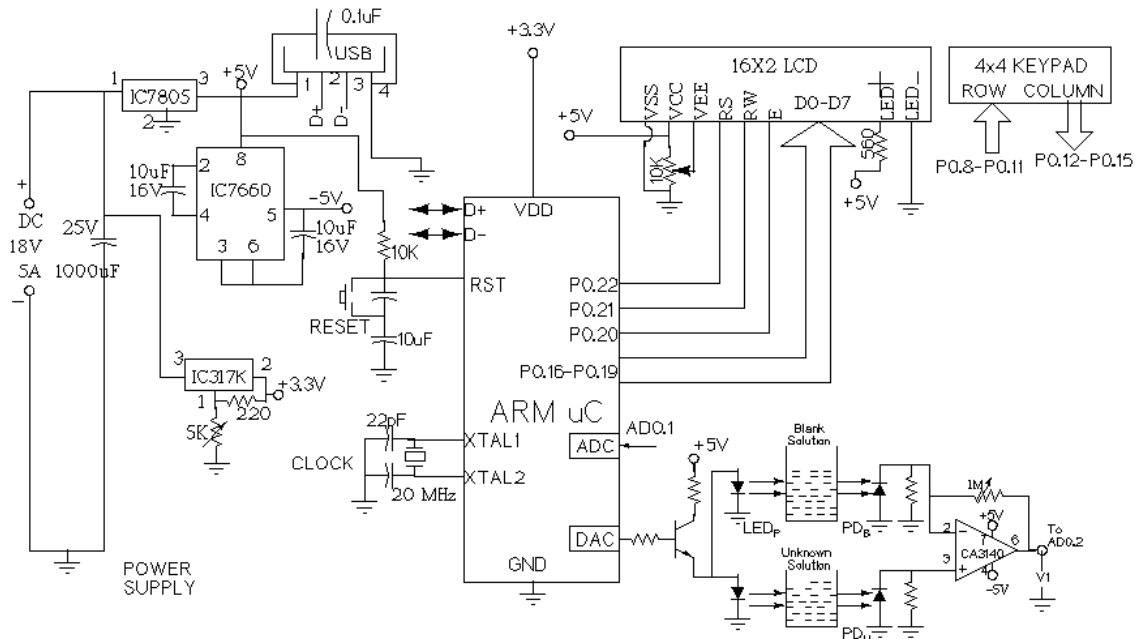 0.1uF
USB
1 2 3 4
D+ D-
+5V
1 IC7805 3
2
8
2 IC7660
10uF
16V
4 5 -5V
3 6
10uF
16V
+
DC
18V
5A
-
25V
1000uF
10K
RESET
10uF
3 IC317K 2
+3.3V
1 220
5K
POWER
SUPPLY
CLOCK
22pF
20 MHz
+3.3V
VDD
D+
D-
RST
P0.22
P0.21
P0.20
P0.16-P0.19
ARM uC
XTAL1
XTAL2
ADC AD0.1
DAC
GND
16X2 LCD
VSS VCC VEE RS RW E D0-D7 LED+ LED-
+5V
10K
560
+5V
4x4 KEYPAD
ROW COLUMN
P0.8-P0.11
P0.12-P0.15
+5V
Blank
Solution
LEDP
PDB
1M
+5V
2 - 7
CA3140 6
3 + 4
-5V
To
AD0.2
V1
Unknown
Solution
PDU